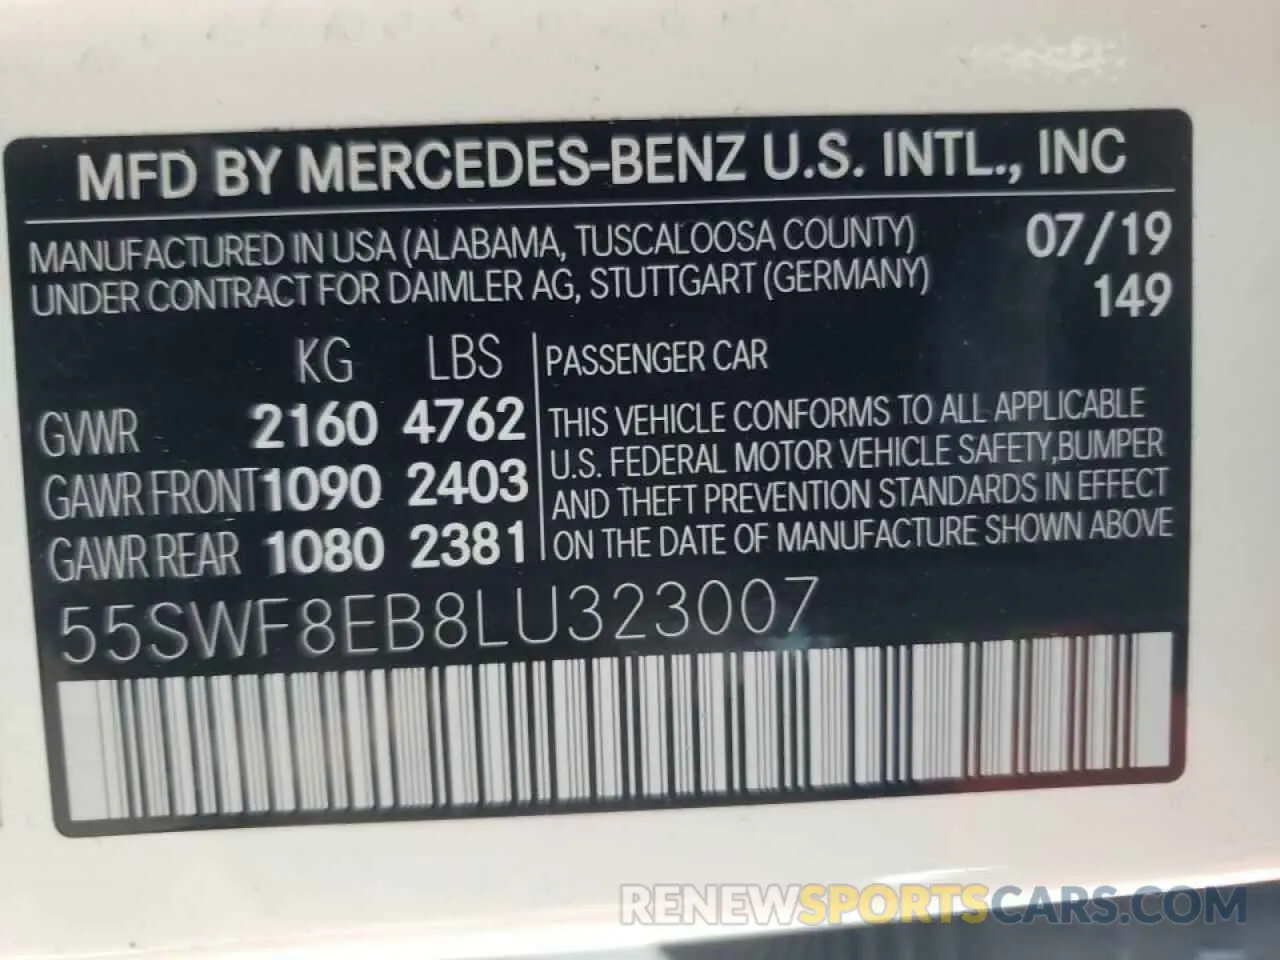 MFD BY MERCEDES-BENZ U.S. INTL., INC
MANUFACTURED IN USA (ALABAMA, TUSCALOOSA COUNTY)
UNDER CONTRACT FOR DAIMLER AG, STUTTGART (GERMANY)
07/19
149
KG LBS
GVWR 2160 4762
GAWR FRONT 1090 2403
GAWR REAR 1080 2381
PASSENGER CAR
THIS VEHICLE CONFORMS TO ALL APPLICABLE
U.S. FEDERAL MOTOR VEHICLE SAFETY,BUMPER
AND THEFT PREVENTION STANDARDS IN EFFECT
ON THE DATE OF MANUFACTURE SHOWN ABOVE
55SWF8EB8LU323007
RENEWSPORTSCARS.COM